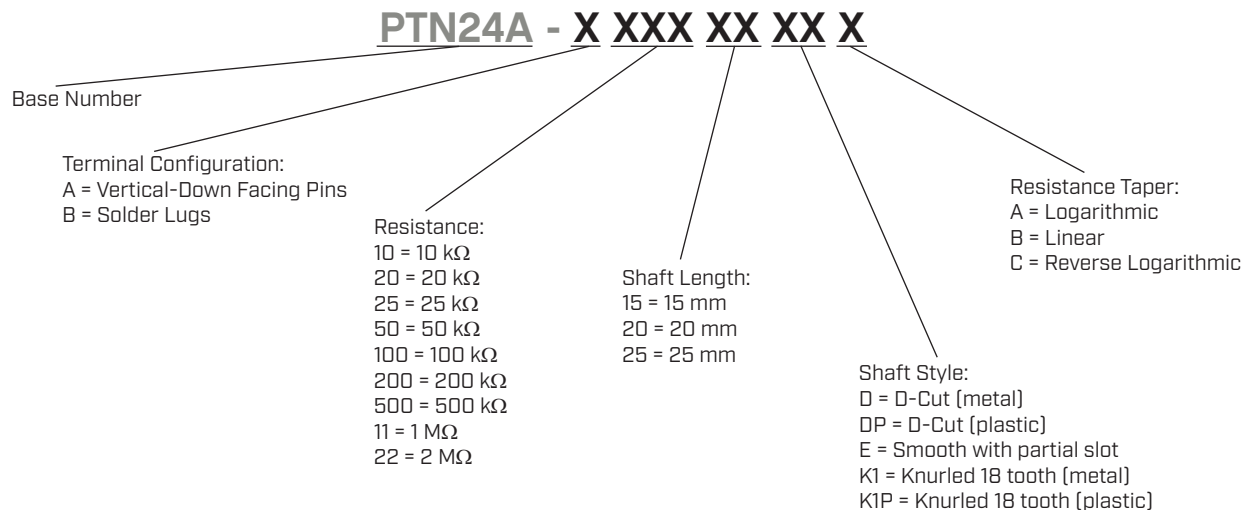 PTN24A - X XXX XX XX X
Base Number
Terminal Configuration:
A = Vertical-Down Facing Pins
B = Solder Lugs
Resistance:
10 = 10 kΩ
20 = 20 kΩ
25 = 25 kΩ
50 = 50 kΩ
100 = 100 kΩ
200 = 200 kΩ
500 = 500 kΩ
11 = 1 MΩ
22 = 2 MΩ
Shaft Length:
15 = 15 mm
20 = 20 mm
25 = 25 mm
Shaft Style:
D = D-Cut (metal)
DP = D-Cut (plastic)
E = Smooth with partial slot
K1 = Knurled 18 tooth (metal)
K1P = Knurled 18 tooth (plastic)
Resistance Taper:
A = Logarithmic
B = Linear
C = Reverse Logarithmic